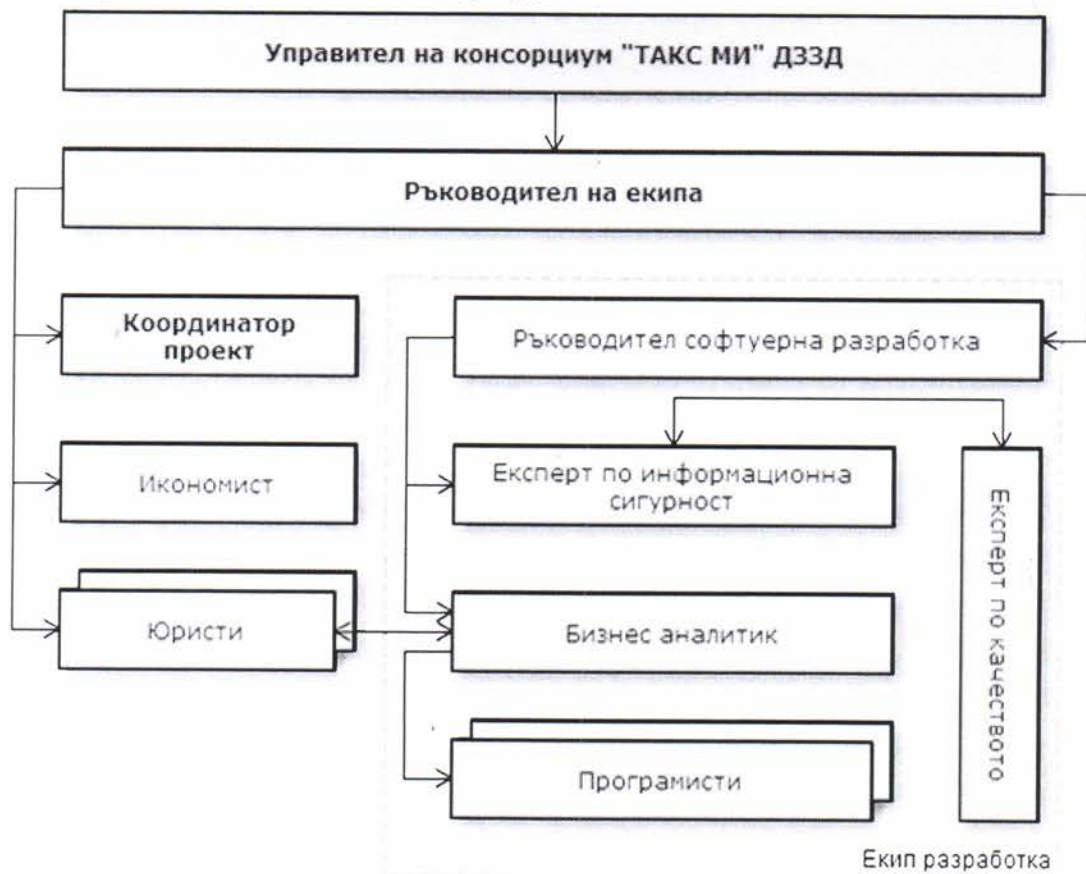 Управител на консорциум "ТАКС МИ" ДЗЗД
Ръководител на екипа
Координатор
проект
Ръководител софтуерна разработка
Икономист
Експерт по информационна
сигурност
Експерт по качеството
Юристи
Бизнес аналитик
Програмисти
Екип разработка